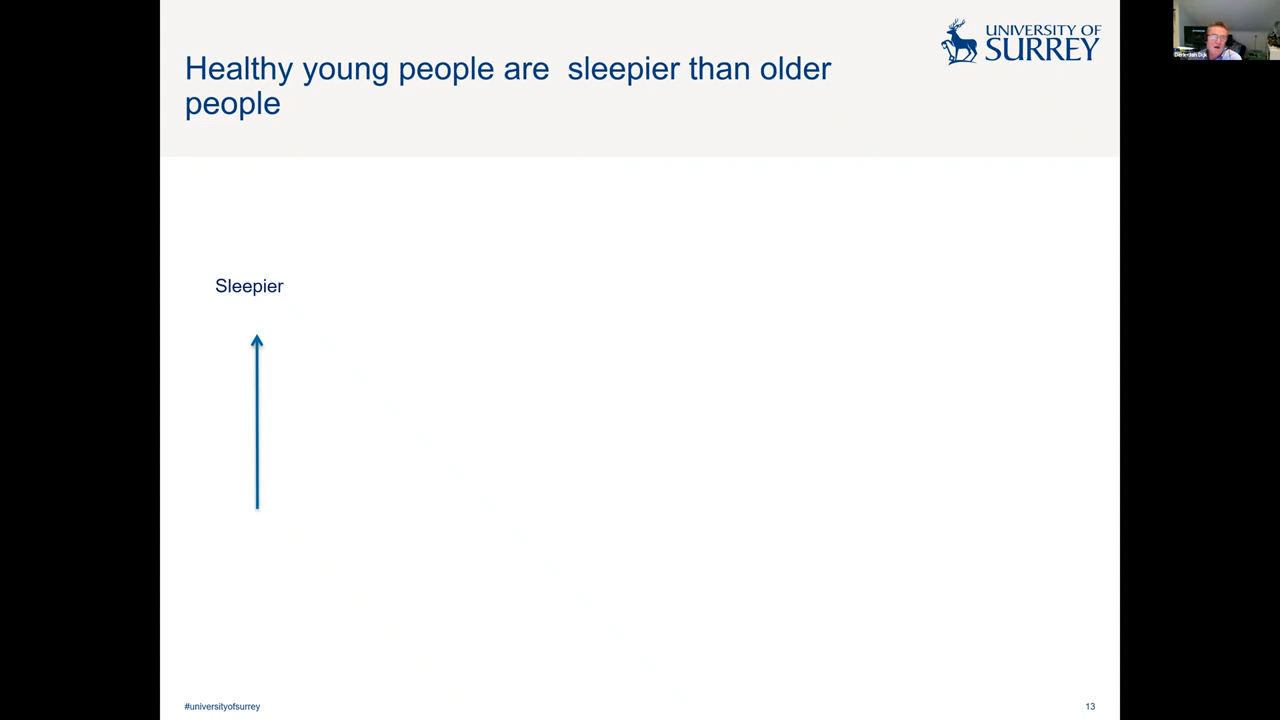 UNIVERSITY OF
SURREY
Healthy young people are  sleepier than older
people
Sleepier
#universityofsurrey
13